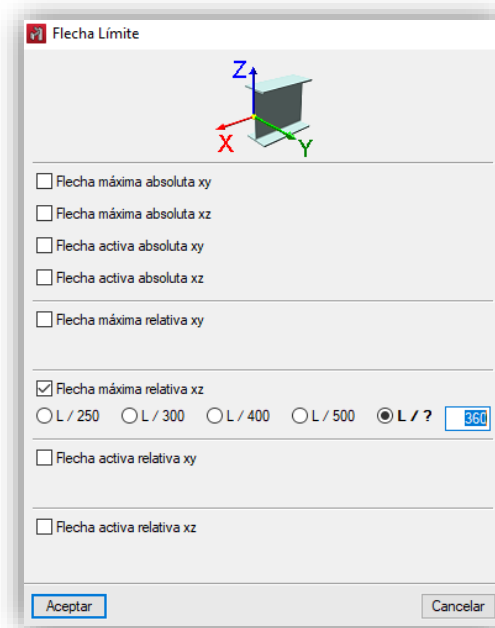 Flecha Límite
Z
X
Y
Flecha máxima absoluta xy
Flecha máxima absoluta xz
Flecha activa absoluta xy
Flecha activa absoluta xz
Flecha máxima relativa xy
Flecha máxima relativa xz
L / 250 L / 300 L / 400 L / 500 L / ? 360
Flecha activa relativa xy
Flecha activa relativa xz
Aceptar Cancelar